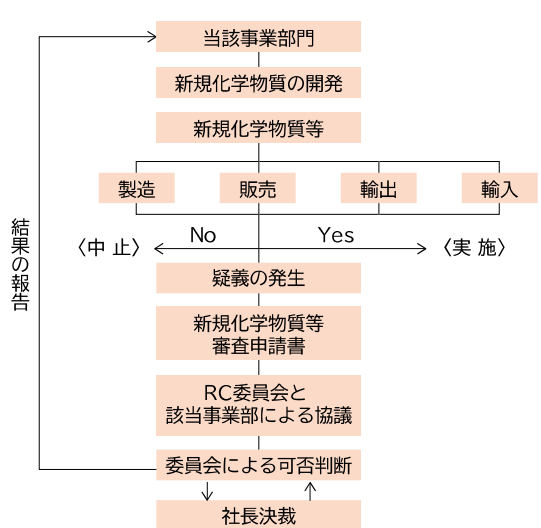 当該事業部門
新規化学物質の開発
新規化学物質等
製造
販売
輸出
輸入
No
Yes
〈中 止〉
〈実 施〉
疑義の発生
新規化学物質等
審査申請書
RC委員会と
該当事業部による協議
委員会による可否判断
社長決裁
結果の報告